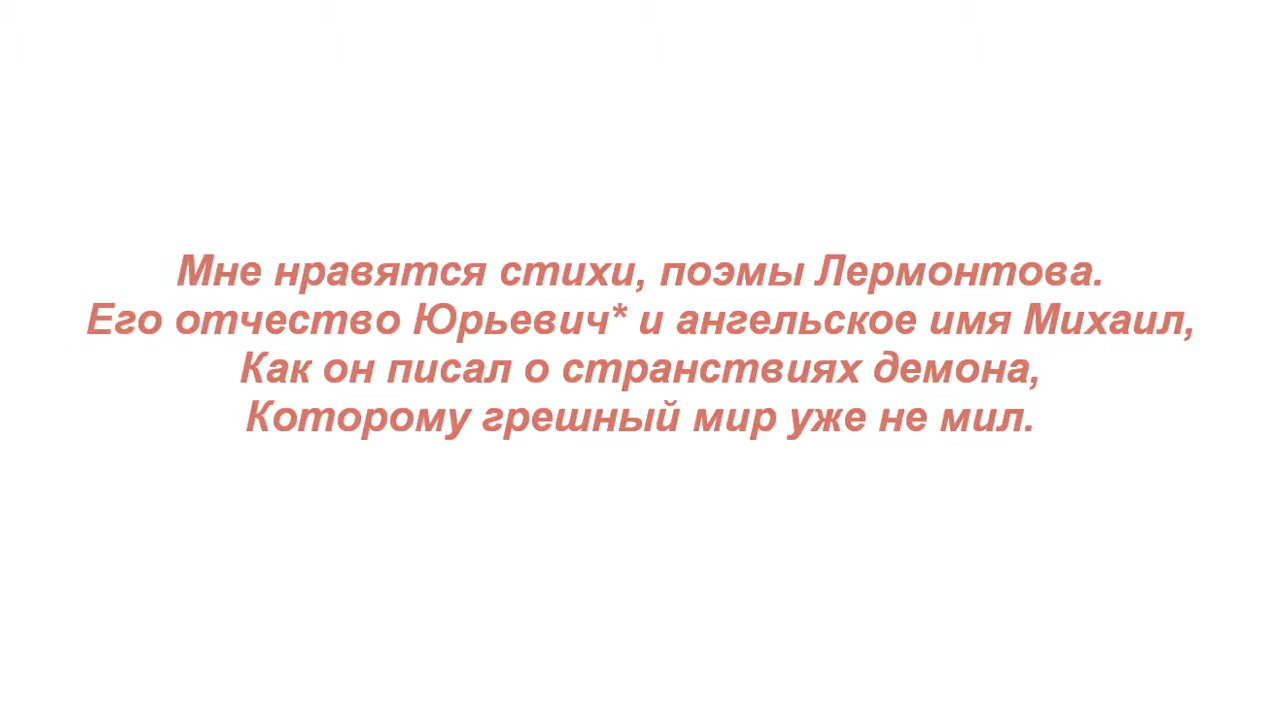 Мне нравятся стихи, поэмы Лермонтова.
Его отчество Юрьевич* и ангельское имя Михаил,
Как он писал о странствиях демона,
Которому грешный мир уже не мил.